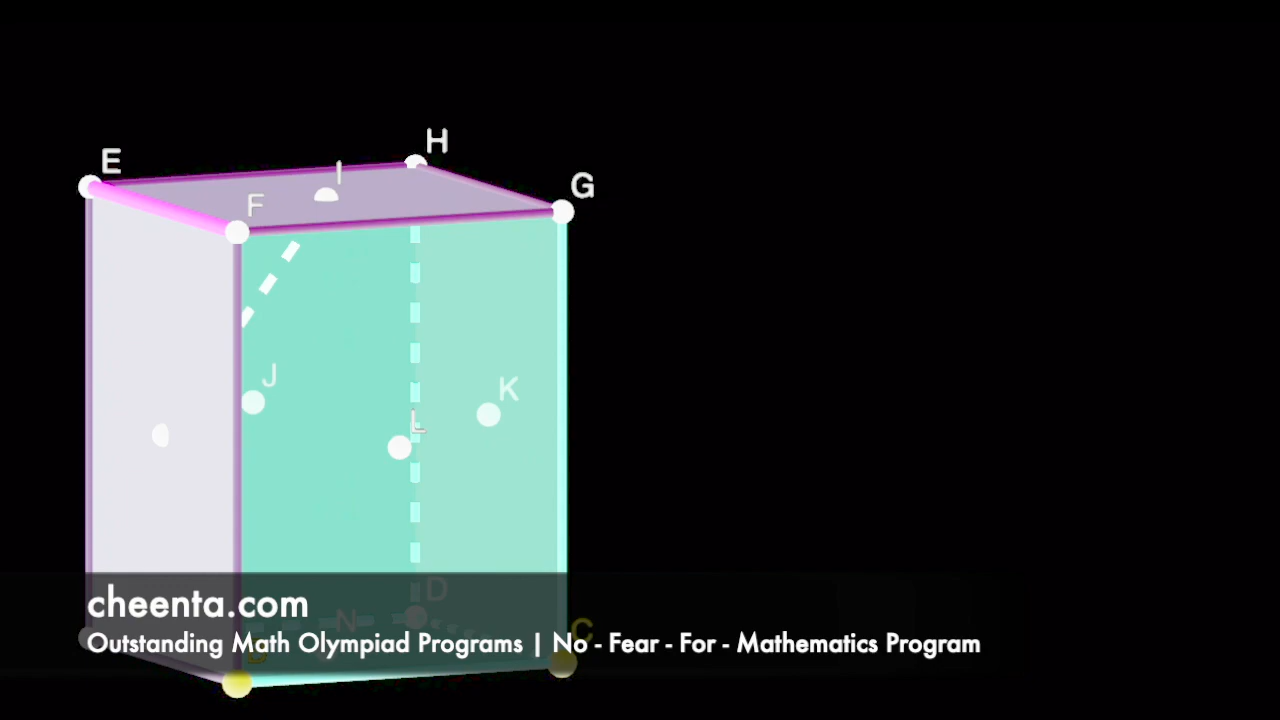 H
E
I
G
F
J
K
L
D
cheenta.com
N
C
B
Outstanding Math Olympiad Programs | No - Fear - For - Mathematics Program